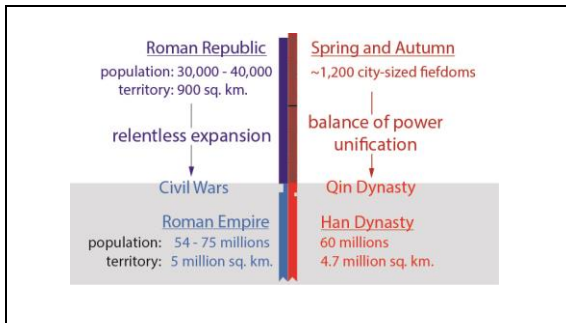 Roman Republic
population: 30,000 - 40,000
territory: 900 sq. km.
relentless expansion
Civil Wars
Roman Empire
population: 54 - 75 millions
territory: 5 million sq. km.
Spring and Autumn
~1,200 city-sized fiefdoms
balance of power
unification
Qin Dynasty
Han Dynasty
60 millions
4.7 million sq. km.